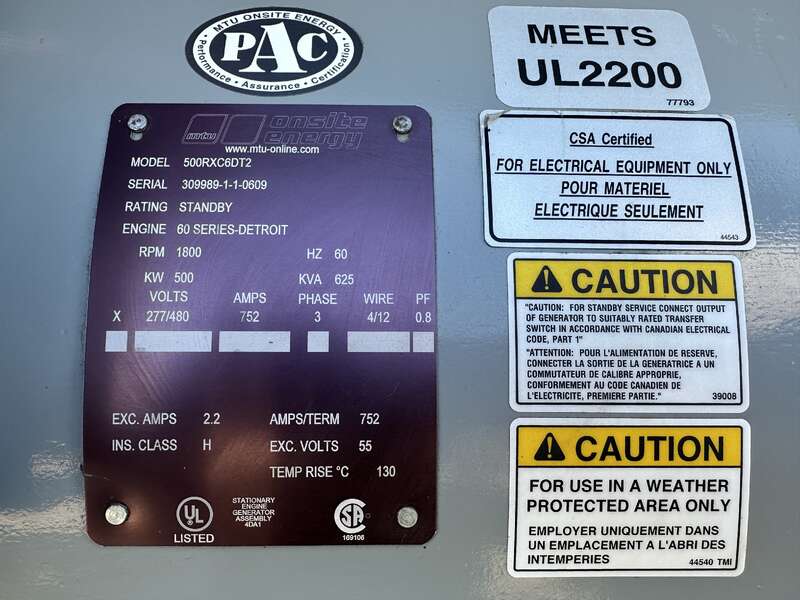 MTU ONSITE ENERGY
PAC
Performance • Assurance • Certification
mtu onsite energy
www.mtu-online.com
MODEL 500RXC6DT2
SERIAL 309989-1-1-0609
RATING STANDBY
ENGINE 60 SERIES-DETROIT
RPM 1800 HZ 60
KW 500 KVA 625
VOLTS AMPS PHASE WIRE PF
X 277/480 752 3 4/12 0.8
EXC. AMPS 2.2 AMPS/TERM 752
INS. CLASS H EXC. VOLTS 55
TEMP RISE °C 130
UL
LISTED
STATIONARY
ENGINE
GENERATOR
ASSEMBLY
4DA1
SA
169106
MEETS
UL2200
77793
CSA Certified
FOR ELECTRICAL EQUIPMENT ONLY
POUR MATERIEL
ELECTRIQUE SEULEMENT
44543
CAUTION
"CAUTION: FOR STANDBY SERVICE CONNECT OUTPUT
OF GENERATOR TO SUITABLY RATED TRANSFER
SWITCH IN ACCORDANCE WITH CANADIAN ELECTRICAL
CODE, PART 1"
"ATTENTION: POUR L'ALIMENTATION DE RESERVE,
CONNECTER LA SORTIE DE LA GENERATRICE A UN
COMMUTATEUR DE CALIBRE APPROPRIE,
CONFORMEMENT AU CODE CANADIEN DE
L'ELECTRICITE, PREMIERE PARTIE."
39008
CAUTION
FOR USE IN A WEATHER
PROTECTED AREA ONLY
EMPLOYER UNIQUEMENT DANS
UN EMPLACEMENT A L'ABRI DES
INTEMPERIES
44540 TMI